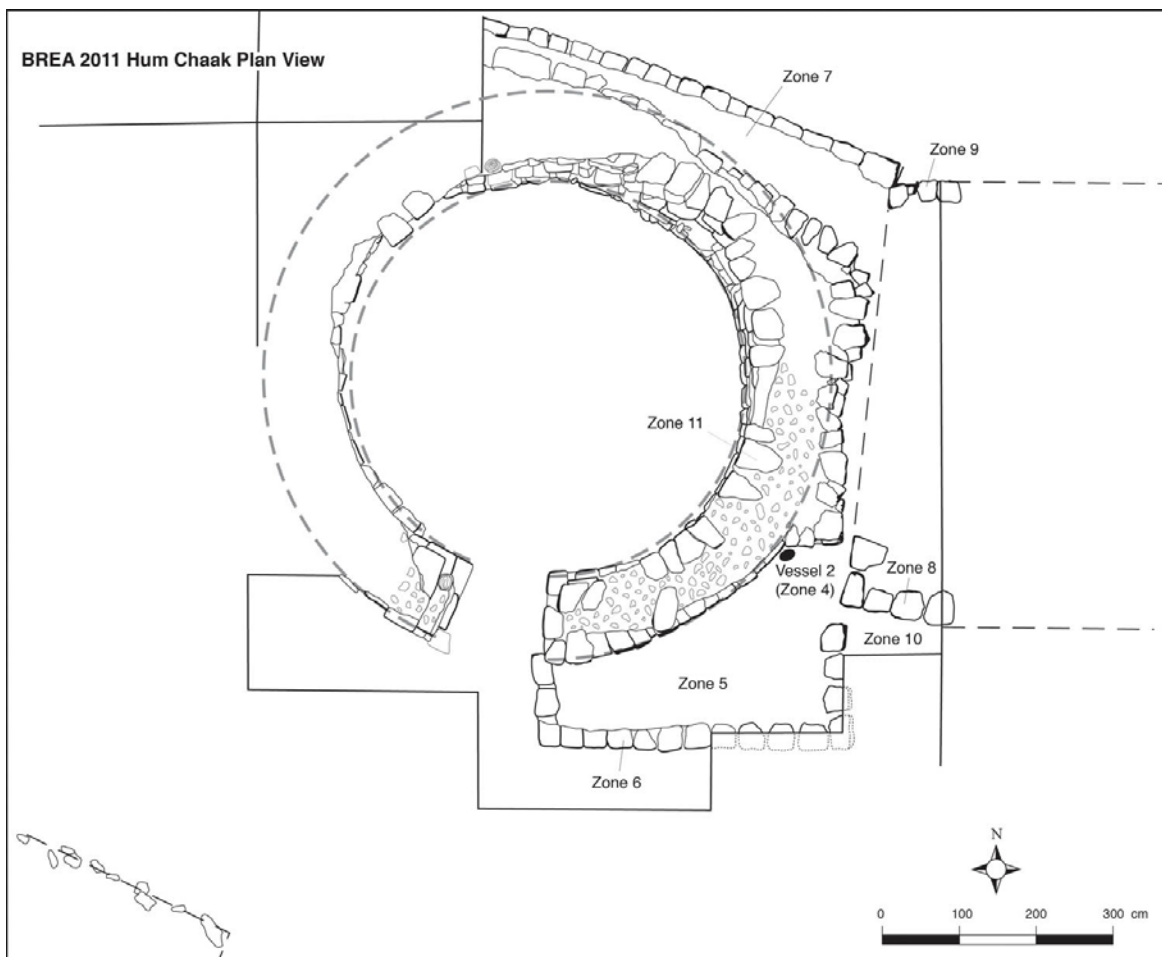 BREA 2011 Hum Chaak Plan View
Zone 7
Zone 9
Zone 11
Vessel 2
(Zone 4)
Zone 8
Zone 10
Zone 5
Zone 6
N
0 100 200 300 cm